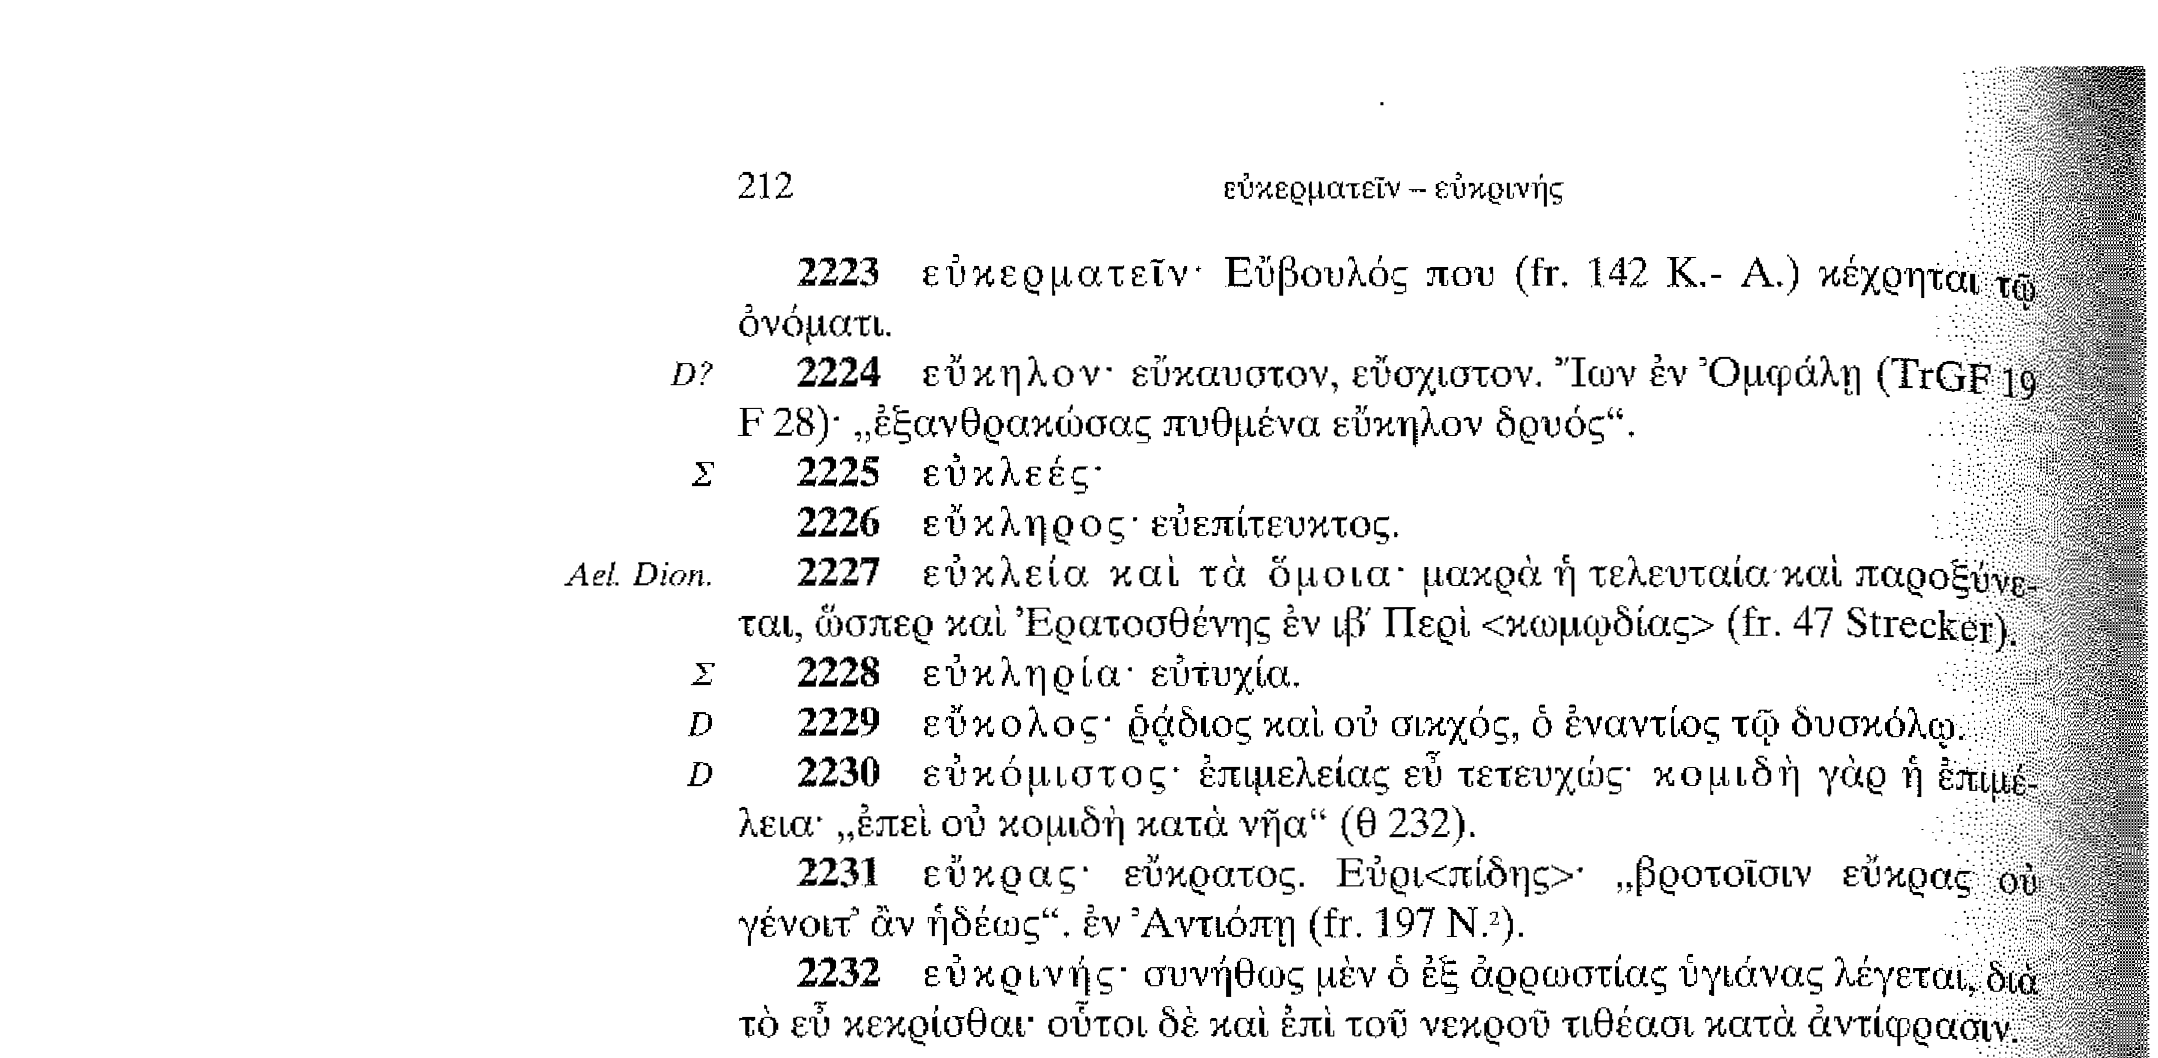 212 εὐκερματεῖν – εὐκρινής
2223 εὐκερματεῖν· Εὔβουλός που (fr. 142 K.- A.) κέχρηται τῷ
ὀνόματι.
D? 2224 εὔκηλον· εὔκαυστον, εὔσχιστον. Ἴων ἐν Ὀμφάλῃ (TrGF 19
F 28)· „ἐξανθρακώσας πυθμένα εὔκηλον δρυός“.
Σ 2225 εὐκλεές·
2226 εὔκληρος· εὐεπίτευκτος.
Ael. Dion. 2227 εὐκλεία καὶ τὰ ὅμοια· μακρὰ ἡ τελευταία καὶ παροξύνε-
ται, ὥσπερ καὶ Ἐρατοσθένης ἐν ιβ′ Περὶ <κωμῳδίας> (fr. 47 Strecker).
Σ 2228 εὐκληρία· εὐτυχία.
D 2229 εὔκολος· ῥᾴδιος καὶ οὐ σικχός, ὁ ἐναντίος τῷ δυσκόλῳ.
D 2230 εὐκόμιστος· ἐπιμελείας εὖ τετευχώς· κομιδὴ γὰρ ἡ ἐπιμέ-
λεια· „ἐπεὶ οὐ κομιδὴ κατὰ νῆα“ (θ 232).
2231 εὔκρας· εὔκρατος. Εὐρι<πίδης>· „βροτοῖσιν εὔκρας οὐ
γένοιτ’ ἂν ἡδέως“. ἐν Ἀντιόπῃ (fr. 197 N.²).
2232 εὐκρινής· συνήθως μὲν ὁ ἐξ ἀρρωστίας ὑγιάνας λέγεται, διὰ
τὸ εὖ κεκρίσθαι· οὗτοι δὲ καὶ ἐπὶ τοῦ νεκροῦ τιθέασι κατὰ ἀντίφρασιν.